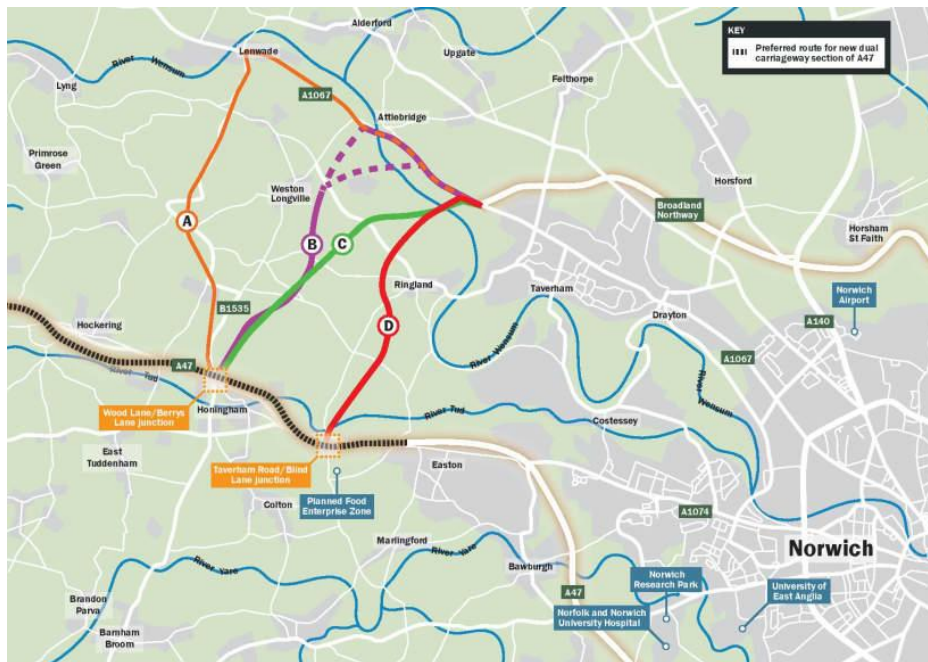 KEY
Preferred route for new dual
carriageway section of A47
Alderford
Lenwade
Upgate
River Wensum
Felthorpe
Lyng
A1067
Attlebridge
Primrose
Green
Horsford
Weston
Longville
Broadland
Northway
A
Horsham
St Faith
B
C
Ringland
Taverham
Norwich
Airport
B1535
D
Drayton
A140
Hockering
River Wensum
A1067
A47
River Tud
River Wensum
Wood Lane/Berrys
Lane junction
Honingham
River Tud
Costessey
East
Tuddenham
Taverham Road/Blind
Lane junction
Easton
Planned Food
Enterprise Zone
Colton
A1074
Marlingford
River Yare
Norwich
River Yare
Bawburgh
Norwich
Research Park
University of
East Anglia
A47
Brandon
Parva
Norfolk and Norwich
University Hospital
Barnham
Broom